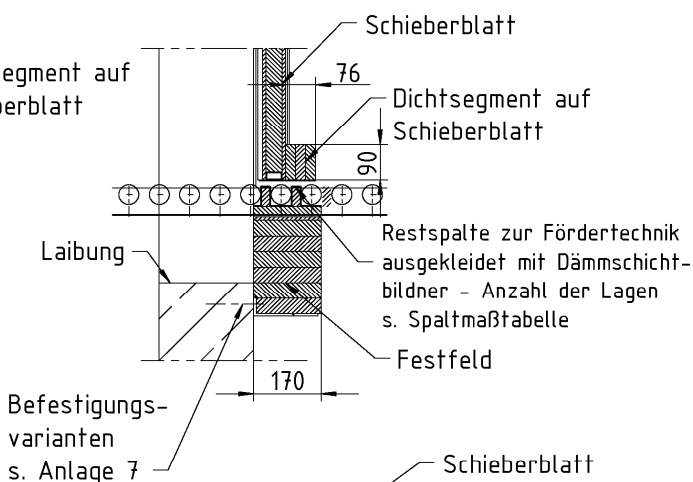 Schieberblatt
egment auf
berblatt
76
Dichtsegment auf
Schieberblatt
90
Laibung
Restspalte zur Fördertechnik
ausgekleidet mit Dämmschicht-
bildner – Anzahl der Lagen
s. Spaltmaßtabelle
Festfeld
170
Befestigungs-
varianten
s. Anlage 7
Schieberblatt